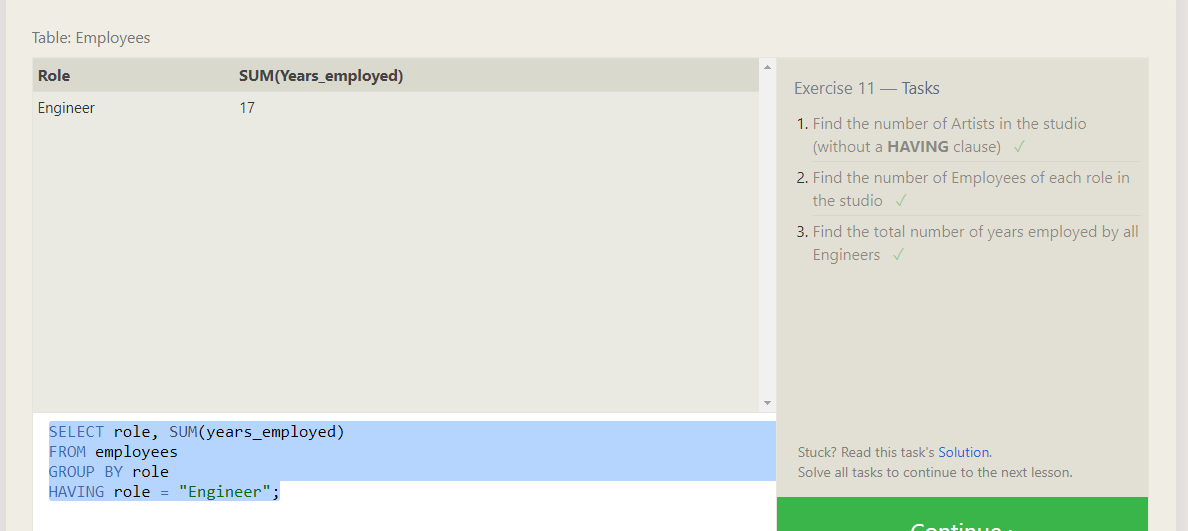 Table: Employees
Role SUM(Years_employed)
Engineer 17
SELECT role, SUM(years_employed)
FROM employees
GROUP BY role
HAVING role = "Engineer";
Exercise 11 — Tasks
1. Find the number of Artists in the studio
(without a HAVING clause) ✓
2. Find the number of Employees of each role in
the studio ✓
3. Find the total number of years employed by all
Engineers ✓
Stuck? Read this task's Solution.
Solve all tasks to continue to the next lesson.
Continue ›